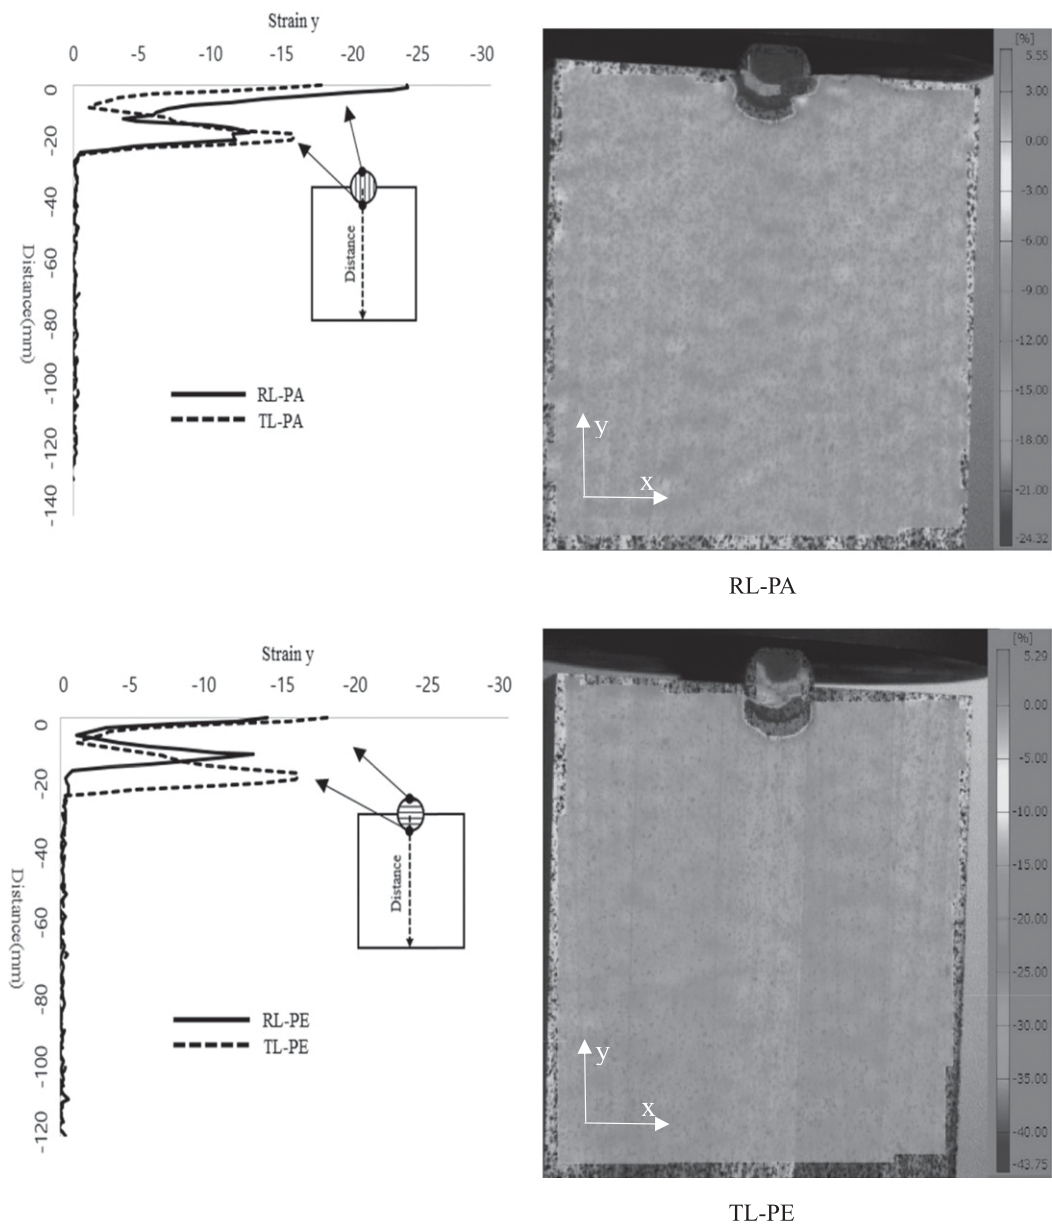 Strain y
0 -5 -10 -15 -20 -25 -30
0
-20
-40
-60
-80
-100
-120
-140
Distance(mm)
Distance
RL-PA
TL-PA
[%]
5.55
3.00
0.00
-3.00
-6.00
-9.00
-12.00
-15.00
-18.00
-21.00
-24.32
y
x
RL-PA
Strain y
0 -5 -10 -15 -20 -25 -30
0
-20
-40
-60
-80
-100
-120
Distance(mm)
Distance
RL-PE
TL-PE
[%]
5.29
0.00
-5.00
-10.00
-15.00
-20.00
-25.00
-30.00
-35.00
-40.00
-43.75
y
x
TL-PE